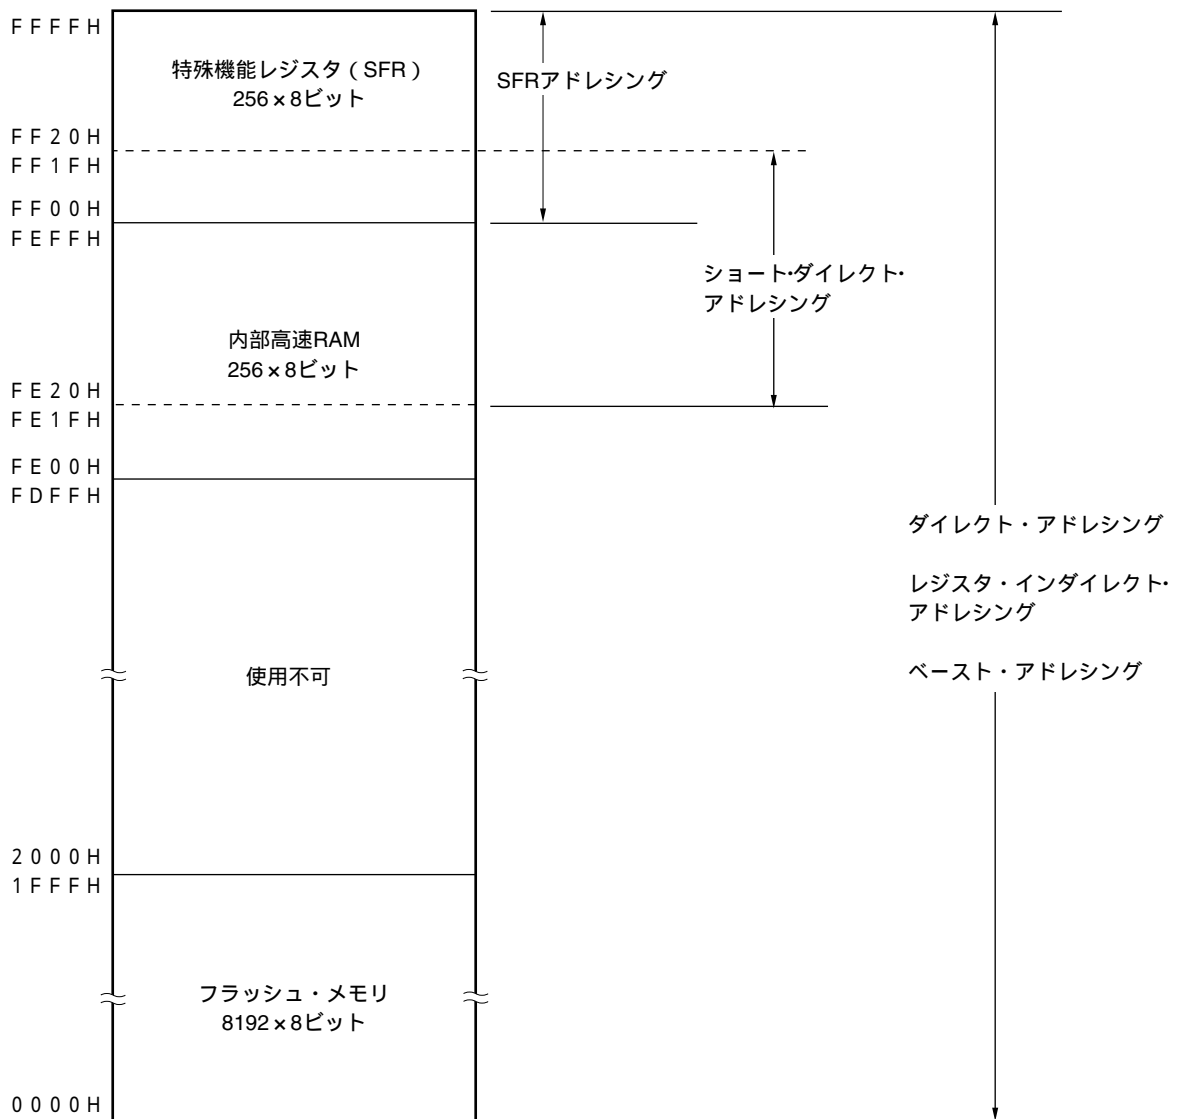 FFFFH
特殊機能レジスタ(SFR)
256×8ビット
SFRアドレシング
FF20H
FF1FH
FF00H
FEFFH
ショート・ダイレクト・
アドレシング
内部高速RAM
256×8ビット
FE20H
FE1FH
FE00H
FDFFH
ダイレクト・アドレシング
レジスタ・インダイレクト・
アドレシング
ベースト・アドレシング
使用不可
2000H
1FFFH
フラッシュ・メモリ
8192×8ビット
0000H